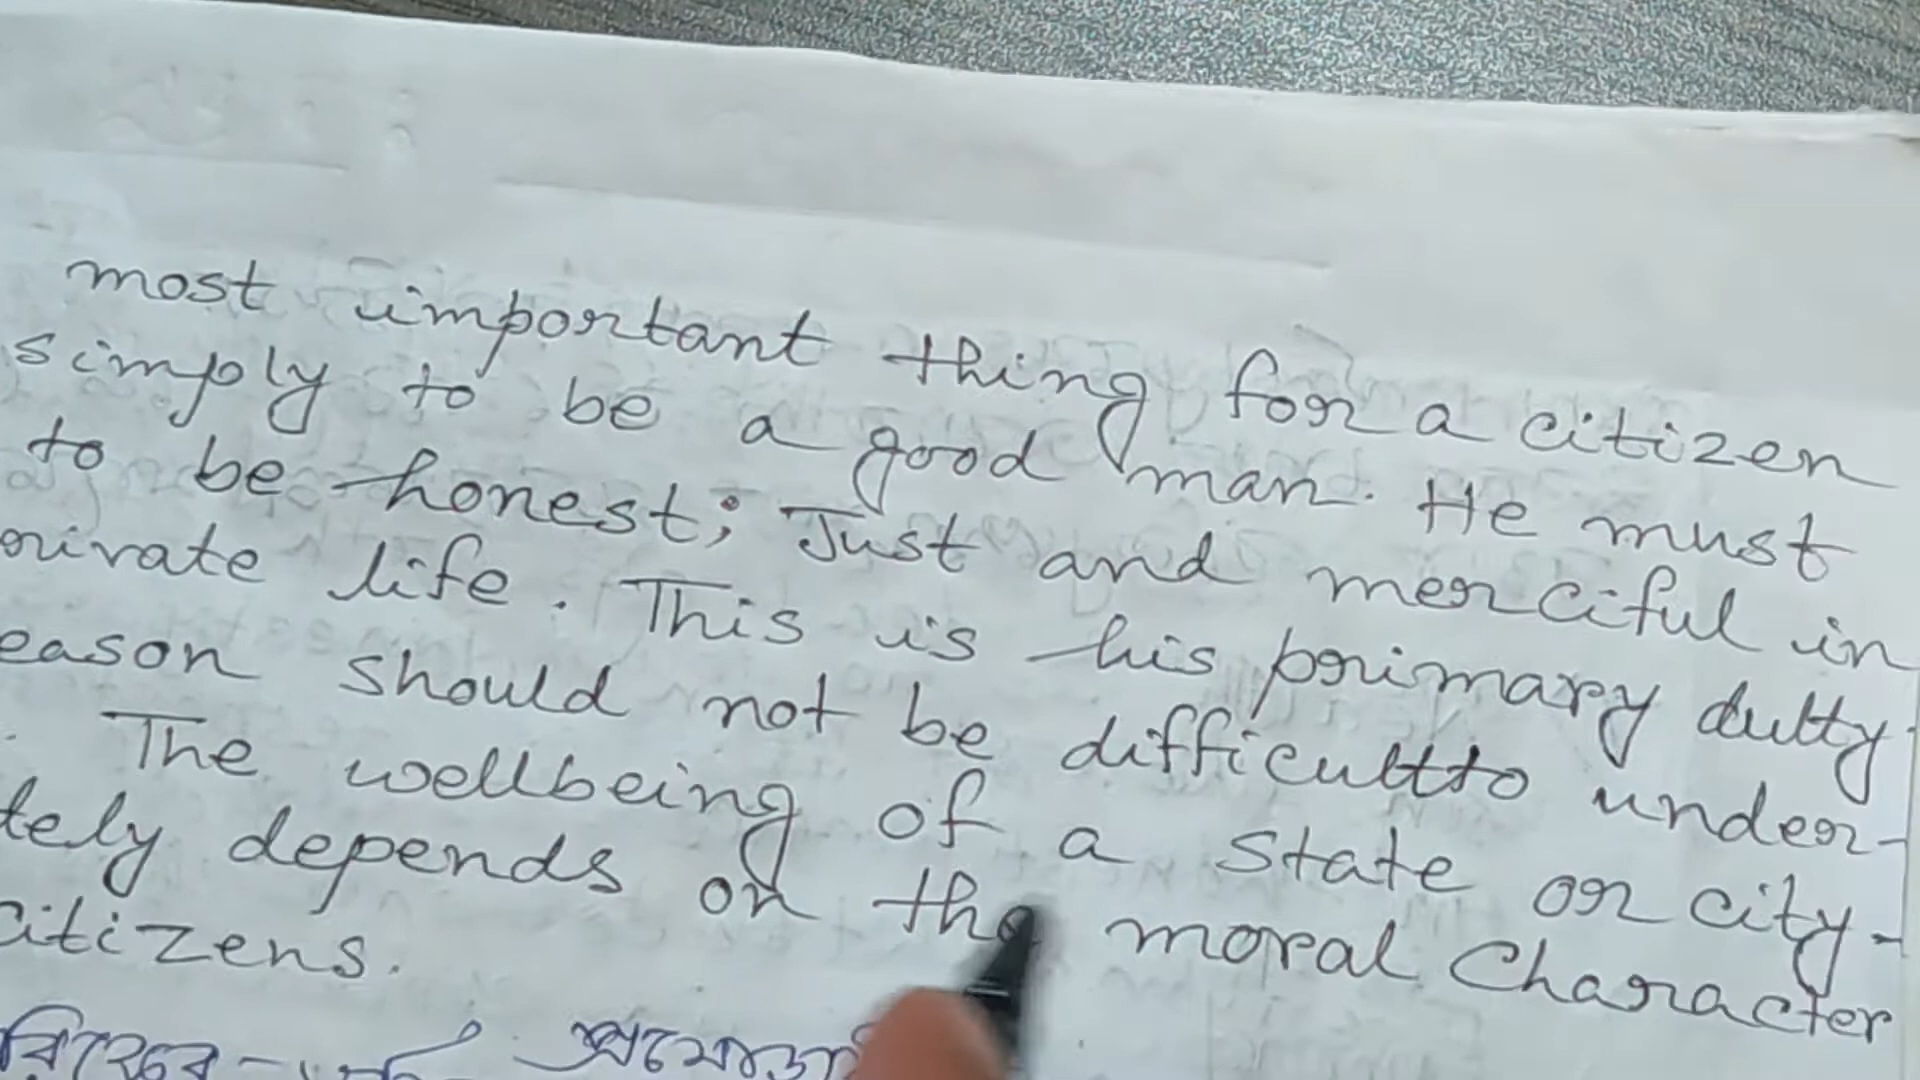 most important thing for a citizen
simply to be a good man. He must
to be honest; Just and merciful in
rivate life. This is his primary dutty.
eason should not be difficultto under-
. The wellbeing of a state or city-
tely depends on the moral Character
citizens.